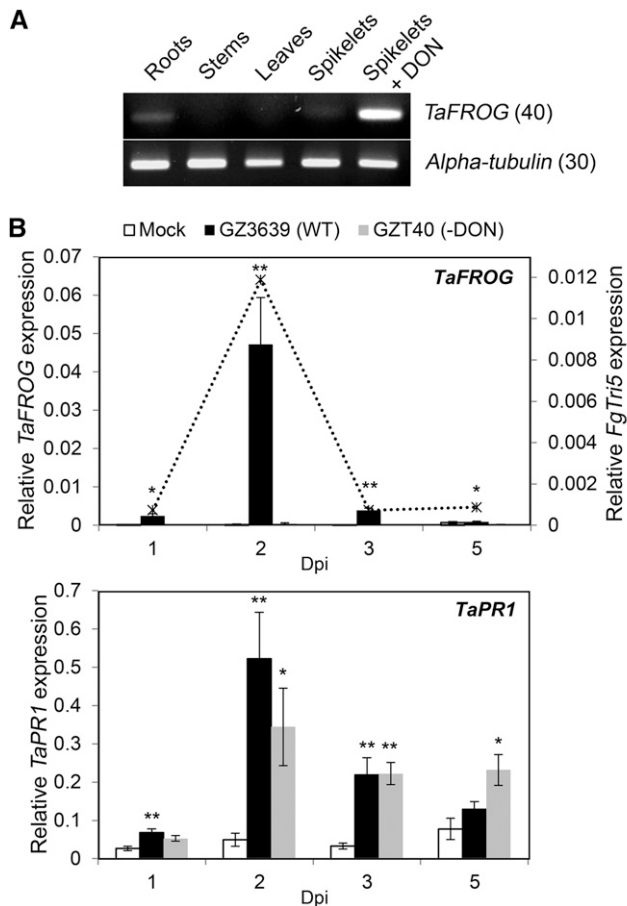 A
Roots
Stems
Leaves
Spikelets
Spikelets
+ DON
TaFROG (40)
Alpha-tubulin (30)
B
Mock GZ3639 (WT) GZT40 (-DON)
TaFROG
Relative TaFROG expression
0.07
0.06
0.05
0.04
0.03
0.02
0.01
0
Relative FgTri5 expression
0.012
0.010
0.008
0.006
0.004
0.002
0
*
**
**
*
1 2 3 5
Dpi
TaPR1
Relative TaPR1 expression
0.7
0.6
0.5
0.4
0.3
0.2
0.1
0
**
**
*
** **
*
1 2 3 5
Dpi